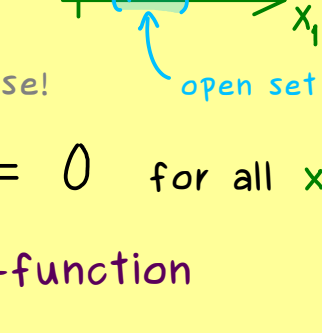 x₁
se! open set
= 0 for all x
-function